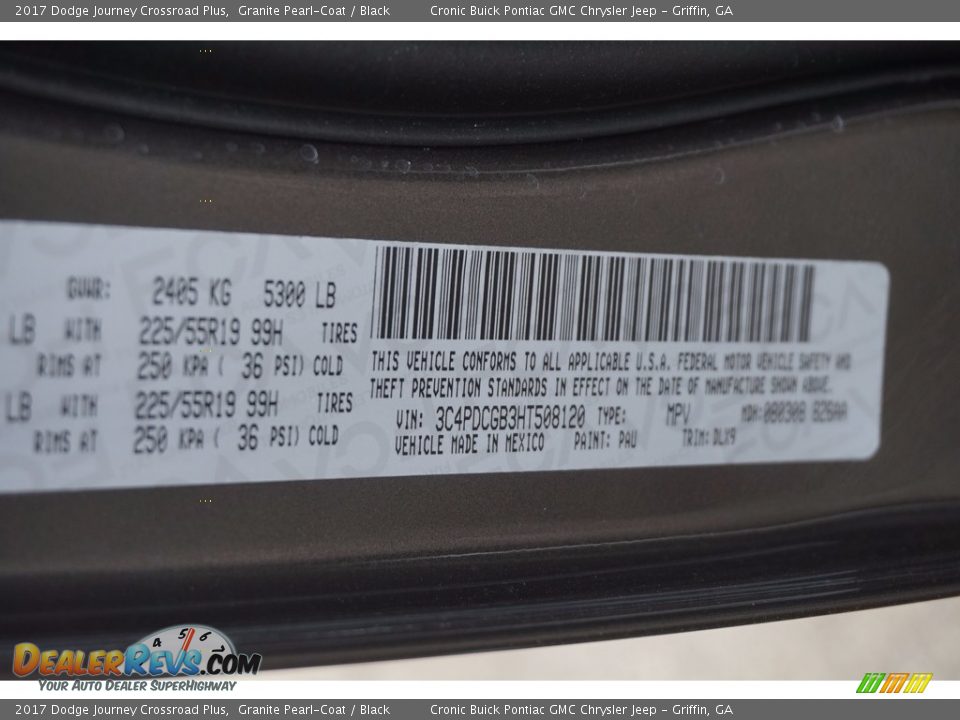 2017 Dodge Journey Crossroad Plus, Granite Pearl-Coat / Black Cronic Buick Pontiac GMC Chrysler Jeep - Griffin, GA
GVWR: 2405 KG 5300 LB
LB WITH 225/55R19 99H TIRES
RIMS AT 250 KPA ( 36 PSI) COLD
LB WITH 225/55R19 99H TIRES
RIMS AT 250 KPA ( 36 PSI) COLD
THIS VEHICLE CONFORMS TO ALL APPLICABLE U.S.A. FEDERAL MOTOR VEHICLE SAFETY AND
THEFT PREVENTION STANDARDS IN EFFECT ON THE DATE OF MANUFACTURE SHOWN ABOVE.
VIN: 3C4PDCGB3HT508120 TYPE: MPV MDH:
VEHICLE MADE IN MEXICO PAINT: PAU TRIM:
4 5 6
DealerRevs.com
Your Auto Dealer SuperHighway
2017 Dodge Journey Crossroad Plus, Granite Pearl-Coat / Black Cronic Buick Pontiac GMC Chrysler Jeep - Griffin, GA